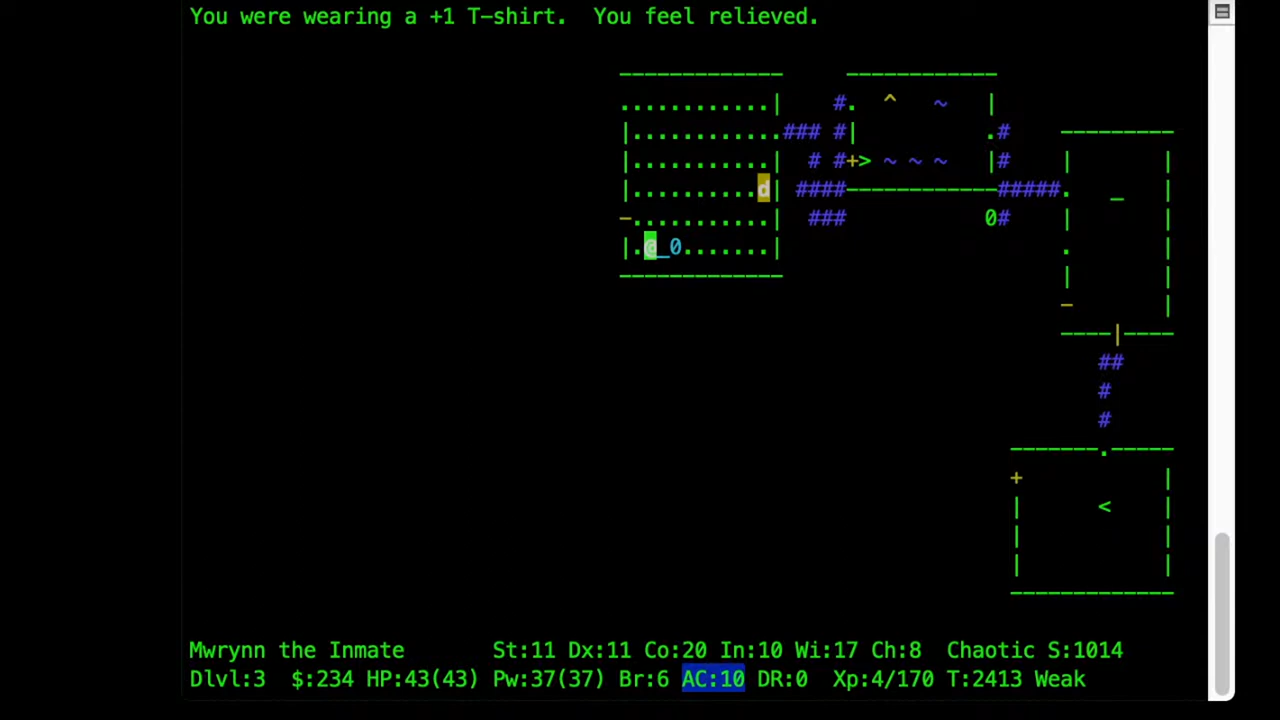 You were wearing a +1 T-shirt.  You feel relieved.
-------------           ------------
...........|    #.  ^  ~   |
|...........### #|          .#    ---------
|..........|  # #+>~ ~ ~   |#    |       |
|.........d| ####------------#####.   _   |
-..........|  ###           0#    |       |
|.@_0......|                      .       |
-------------                     |       |
-       |
----|----
##
#
#
-------.-----
+           |
|      <    |
|           |
|           |
-------------
Mwrynn the Inmate       St:11 Dx:11 Co:20 In:10 Wi:17 Ch:8  Chaotic S:1014
Dlvl:3  $:234 HP:43(43) Pw:37(37) Br:6 AC:10 DR:0  Xp:4/170 T:2413 Weak